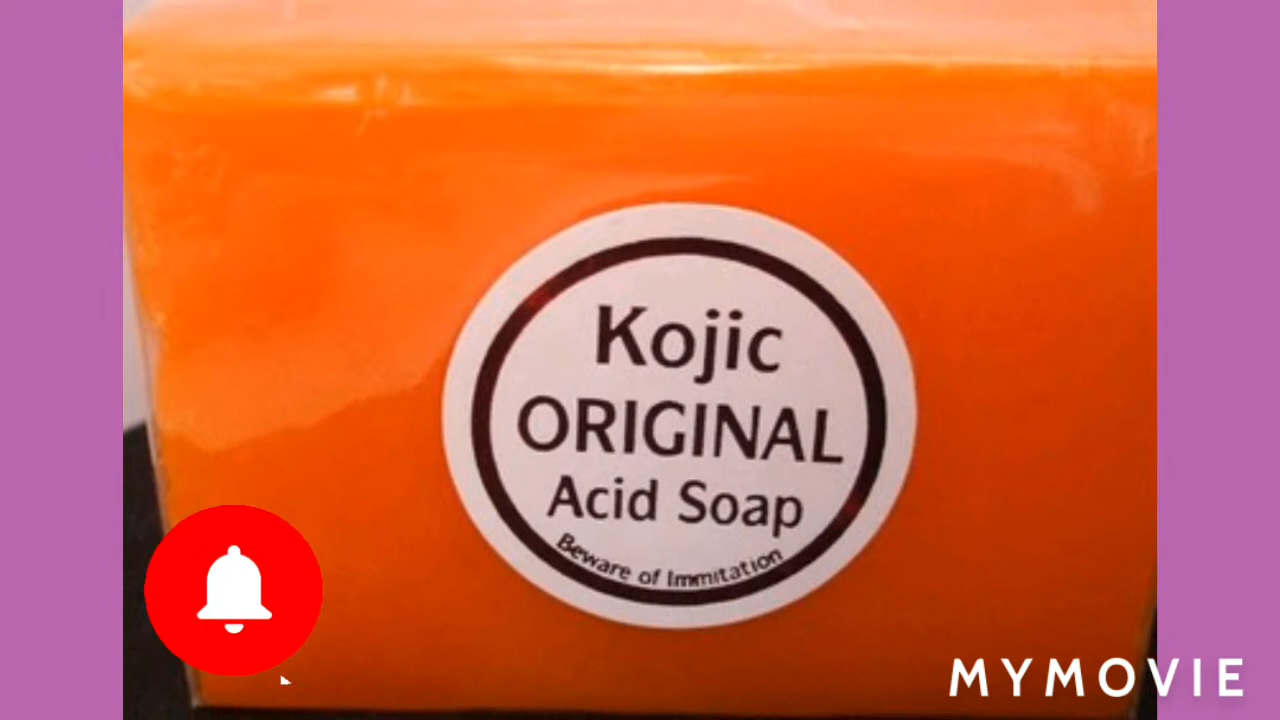 Kojic
ORIGINAL
Acid Soap
Beware of Immitation
MYMOVIE